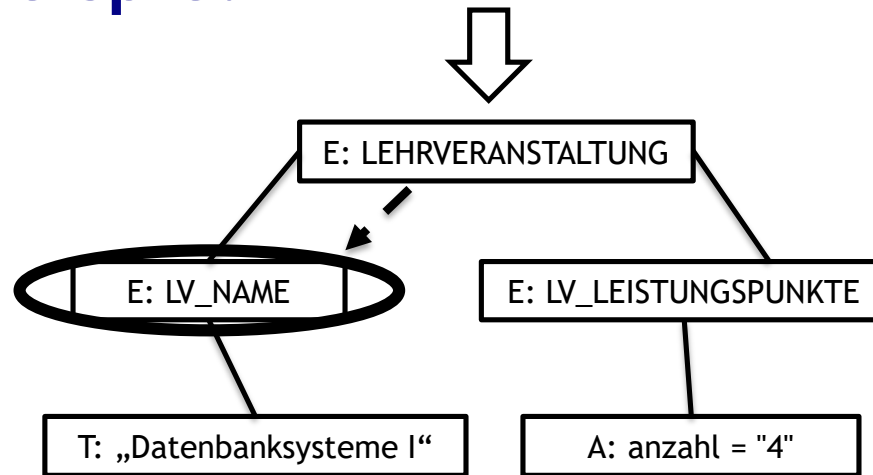 E: LEHRVERANSTALTUNG
E: LV_NAME
E: LV_LEISTUNGSPUNKTE
T: „Datenbanksysteme I“
A: anzahl = "4"